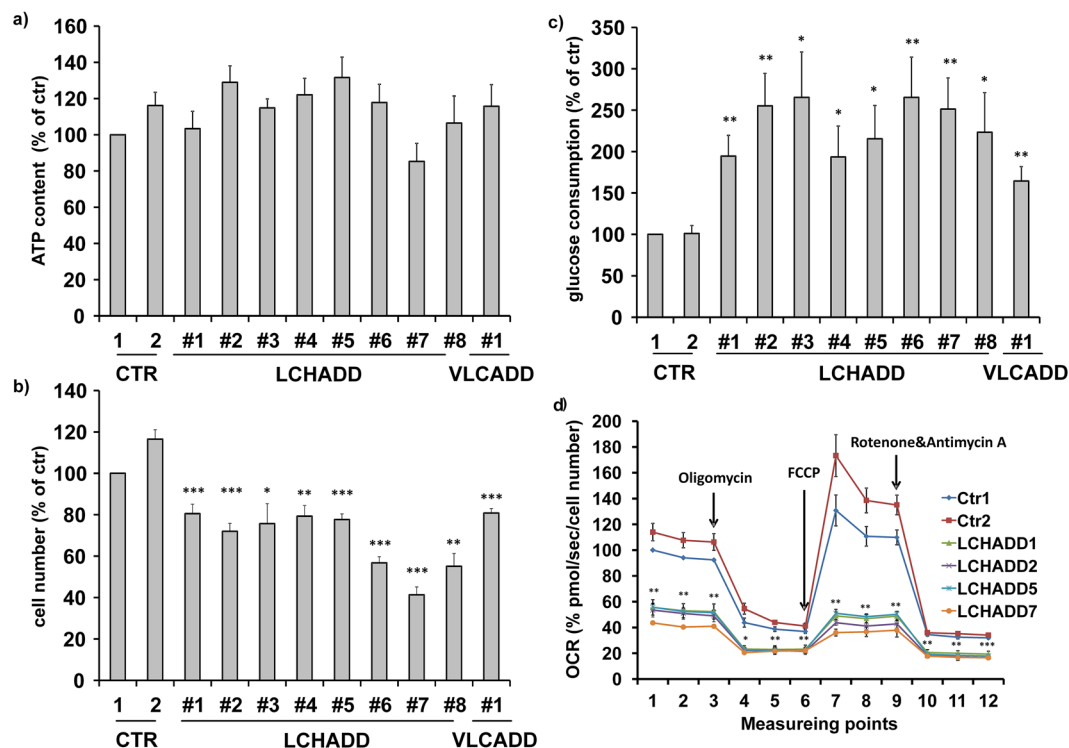 a)
ATP content (% of ctr)
160
140
120
100
80
60
40
20
0
1 2 #1 #2 #3 #4 #5 #6 #7 #8 #1
CTR LCHADD VLCADD
b)
cell number (% of ctr)
140
120
100
80
60
40
20
0
*** *** * ** *** *** *** ** ***
1 2 #1 #2 #3 #4 #5 #6 #7 #8 #1
CTR LCHADD VLCADD
c)
glucose consumption (% of ctr)
350
300
250
200
150
100
50
0
** ** * * * ** ** * **
1 2 #1 #2 #3 #4 #5 #6 #7 #8 #1
CTR LCHADD VLCADD
d)
OCR (% pmol/sec/cell number)
200
180
160
140
120
100
80
60
40
20
0
Oligomycin
FCCP
Rotenone&Antimycin A
** ** ** * ** ** ** ** ** ** ** ***
Ctr1
Ctr2
LCHADD1
LCHADD2
LCHADD5
LCHADD7
1 2 3 4 5 6 7 8 9 10 11 12
Measureing points